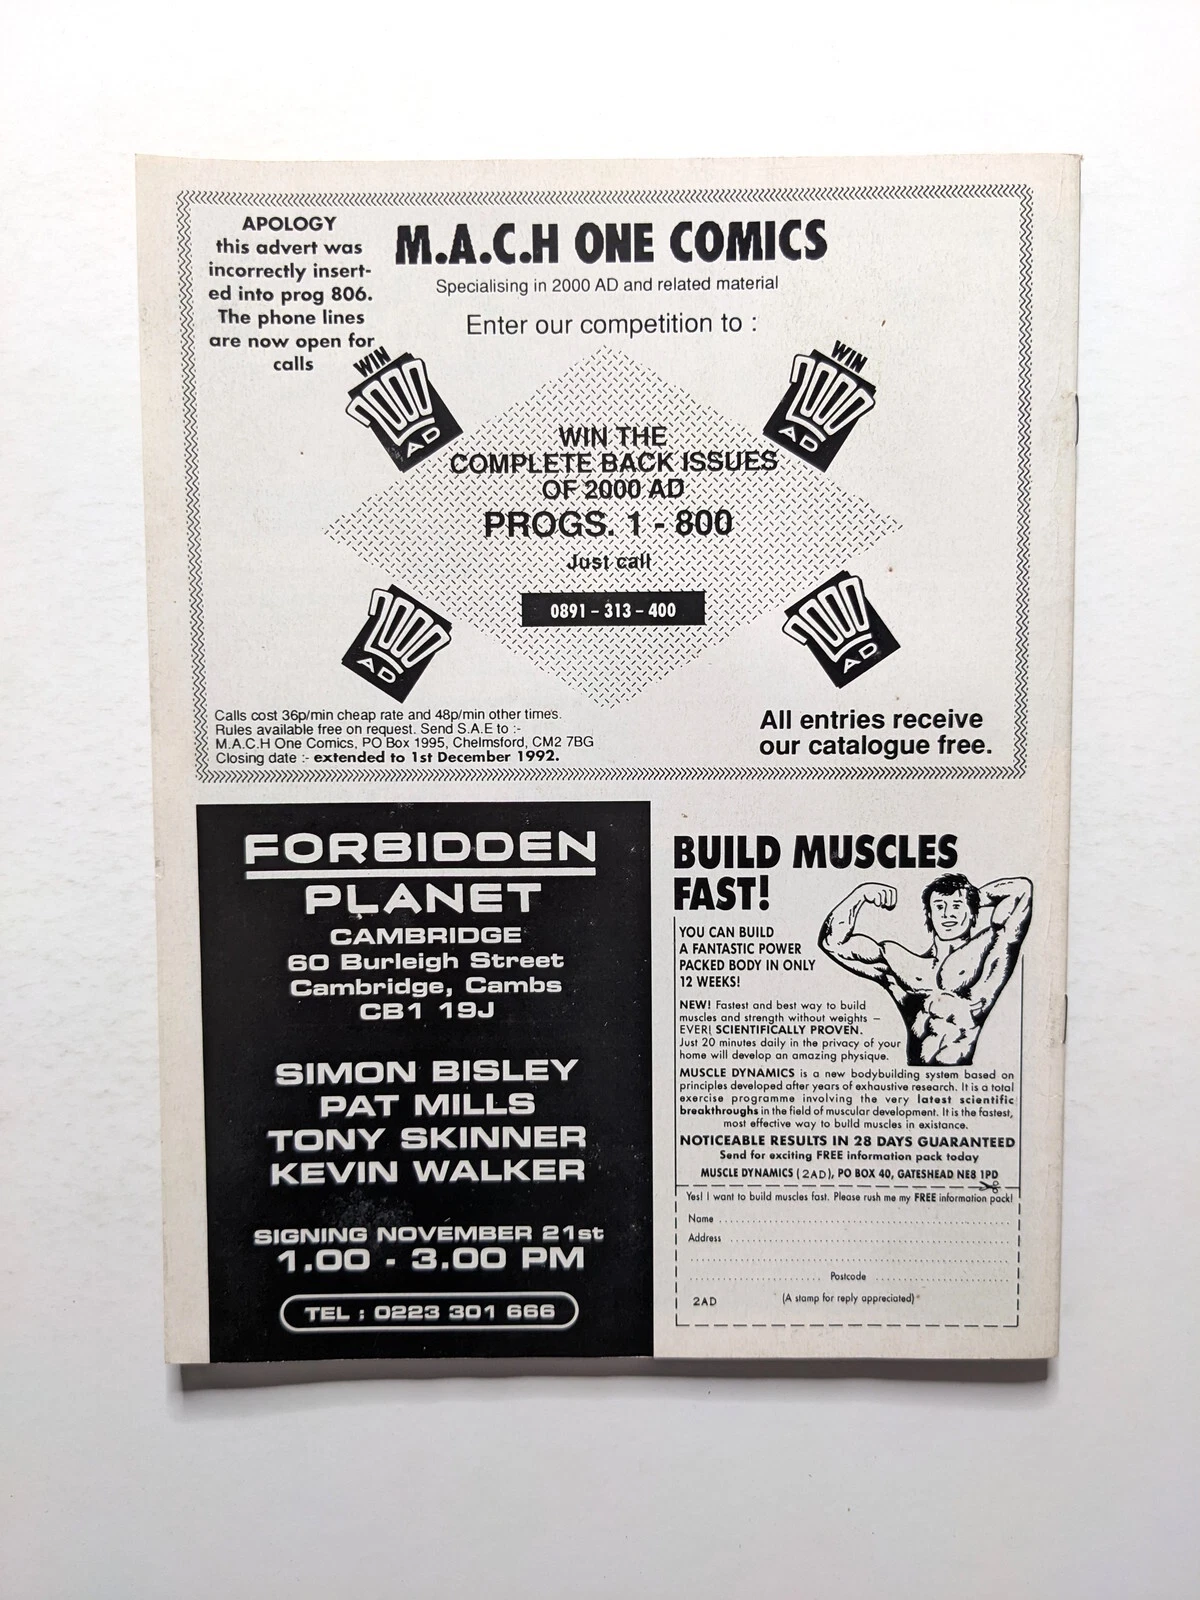 APOLOGY
this advert was
incorrectly insert-
ed into prog 806.
The phone lines
are now open for
calls
M.A.C.H ONE COMICS
Specialising in 2000 AD and related material
Enter our competition to :
WIN
2000
AD
WIN
2000
AD
WIN THE
COMPLETE BACK ISSUES
OF 2000 AD
PROGS. 1 - 800
Just call
0891 – 313 – 400
2000
AD
2000
AD
Calls cost 36p/min cheap rate and 48p/min other times.
Rules available free on request. Send S.A.E to :-
M.A.C.H One Comics, PO Box 1995, Chelmsford, CM2 7BG
Closing date :- extended to 1st December 1992.
All entries receive
our catalogue free.
FORBIDDEN
PLANET
CAMBRIDGE
60 Burleigh Street
Cambridge, Cambs
CB1 19J
SIMON BISLEY
PAT MILLS
TONY SKINNER
KEVIN WALKER
SIGNING NOVEMBER 21st
1.00 - 3.00 PM
TEL : 0223 301 666
BUILD MUSCLES
FAST!
YOU CAN BUILD
A FANTASTIC POWER
PACKED BODY IN ONLY
12 WEEKS!
NEW! Fastest and best way to build
muscles and strength without weights –
EVER! SCIENTIFICALLY PROVEN.
Just 20 minutes daily in the privacy of your
home will develop an amazing physique.
MUSCLE DYNAMICS is a new bodybuilding system based on
principles developed after years of exhaustive research. It is a total
exercise programme involving the very latest scientific
breakthroughs in the field of muscular development. It is the fastest,
most effective way to build muscles in existance.
NOTICEABLE RESULTS IN 28 DAYS GUARANTEED
Send for exciting FREE information pack today
MUSCLE DYNAMICS (2AD), PO BOX 40, GATESHEAD NE8 1PD
Yes! I want to build muscles fast. Please rush me my FREE information pack!
Name
Address
Postcode
2AD (A stamp for reply appreciated)